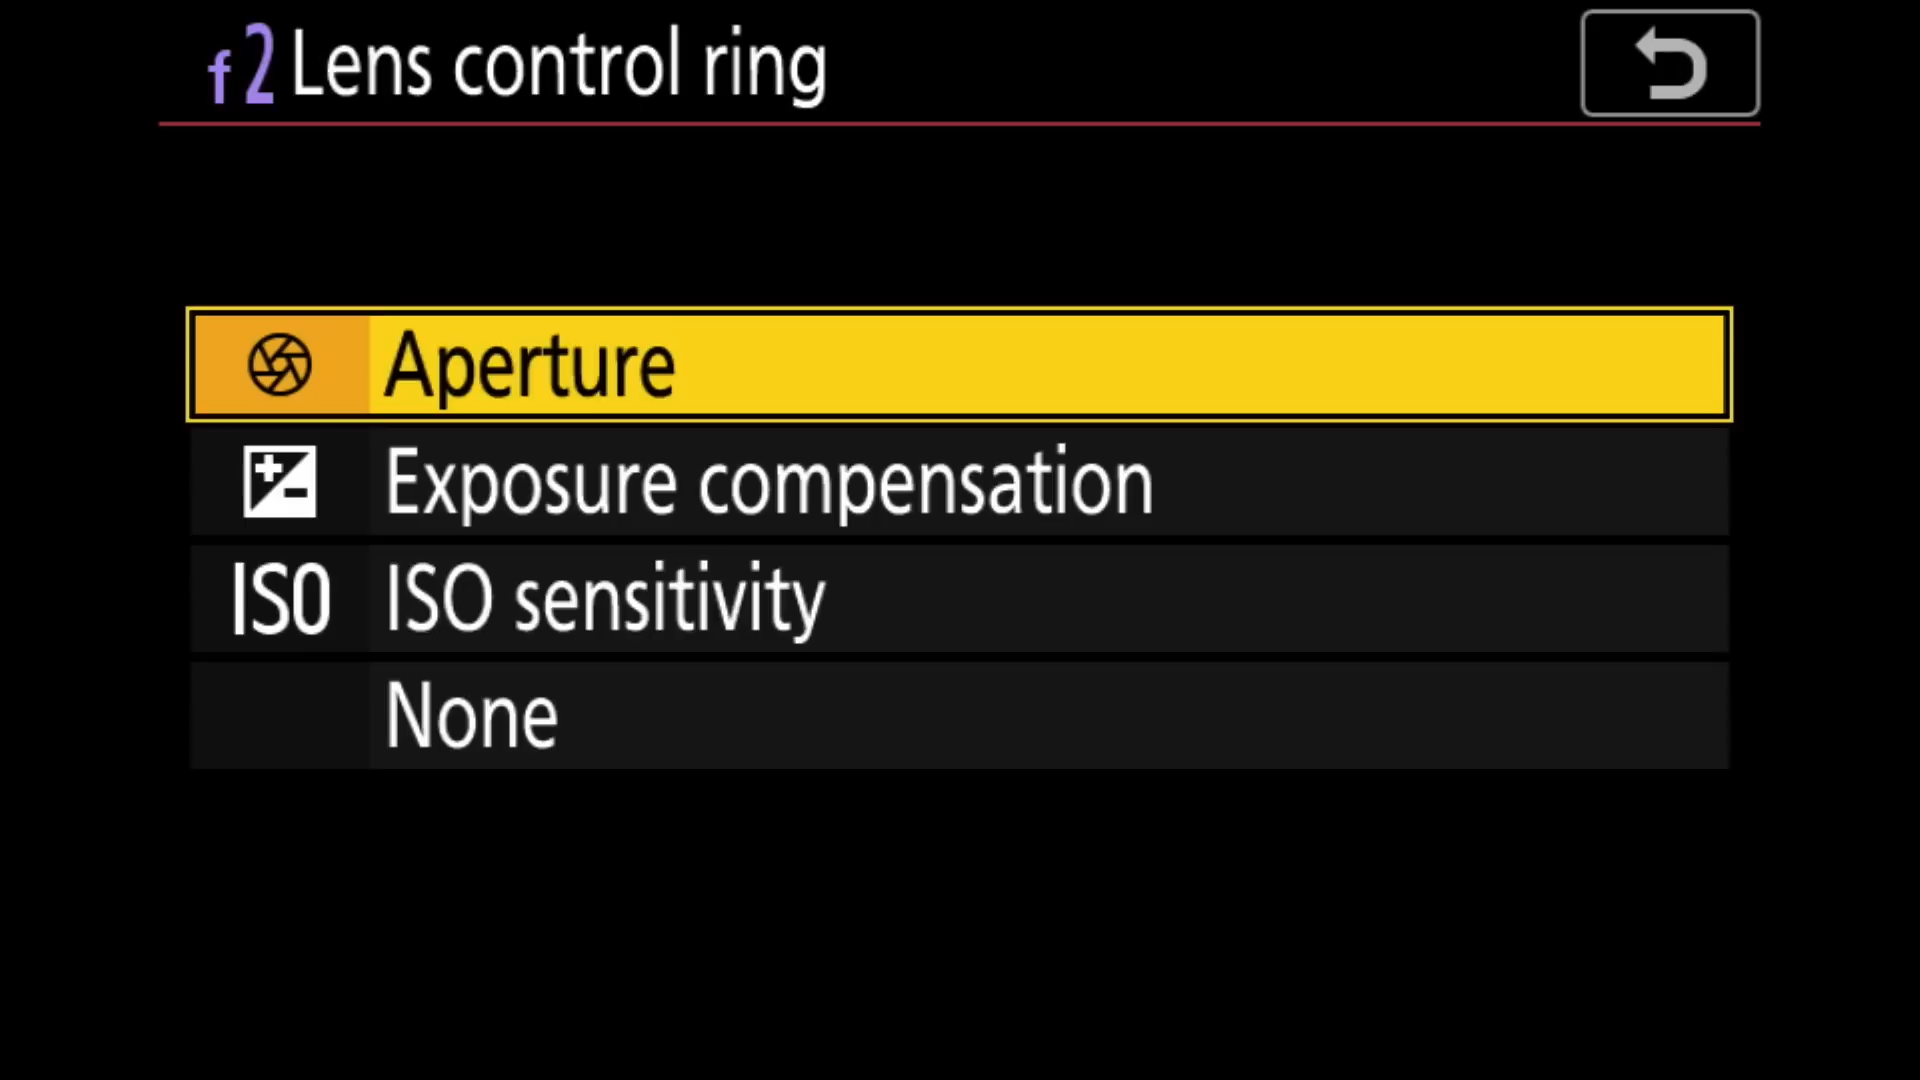 f2 Lens control ring
Aperture
Exposure compensation
ISO ISO sensitivity
None